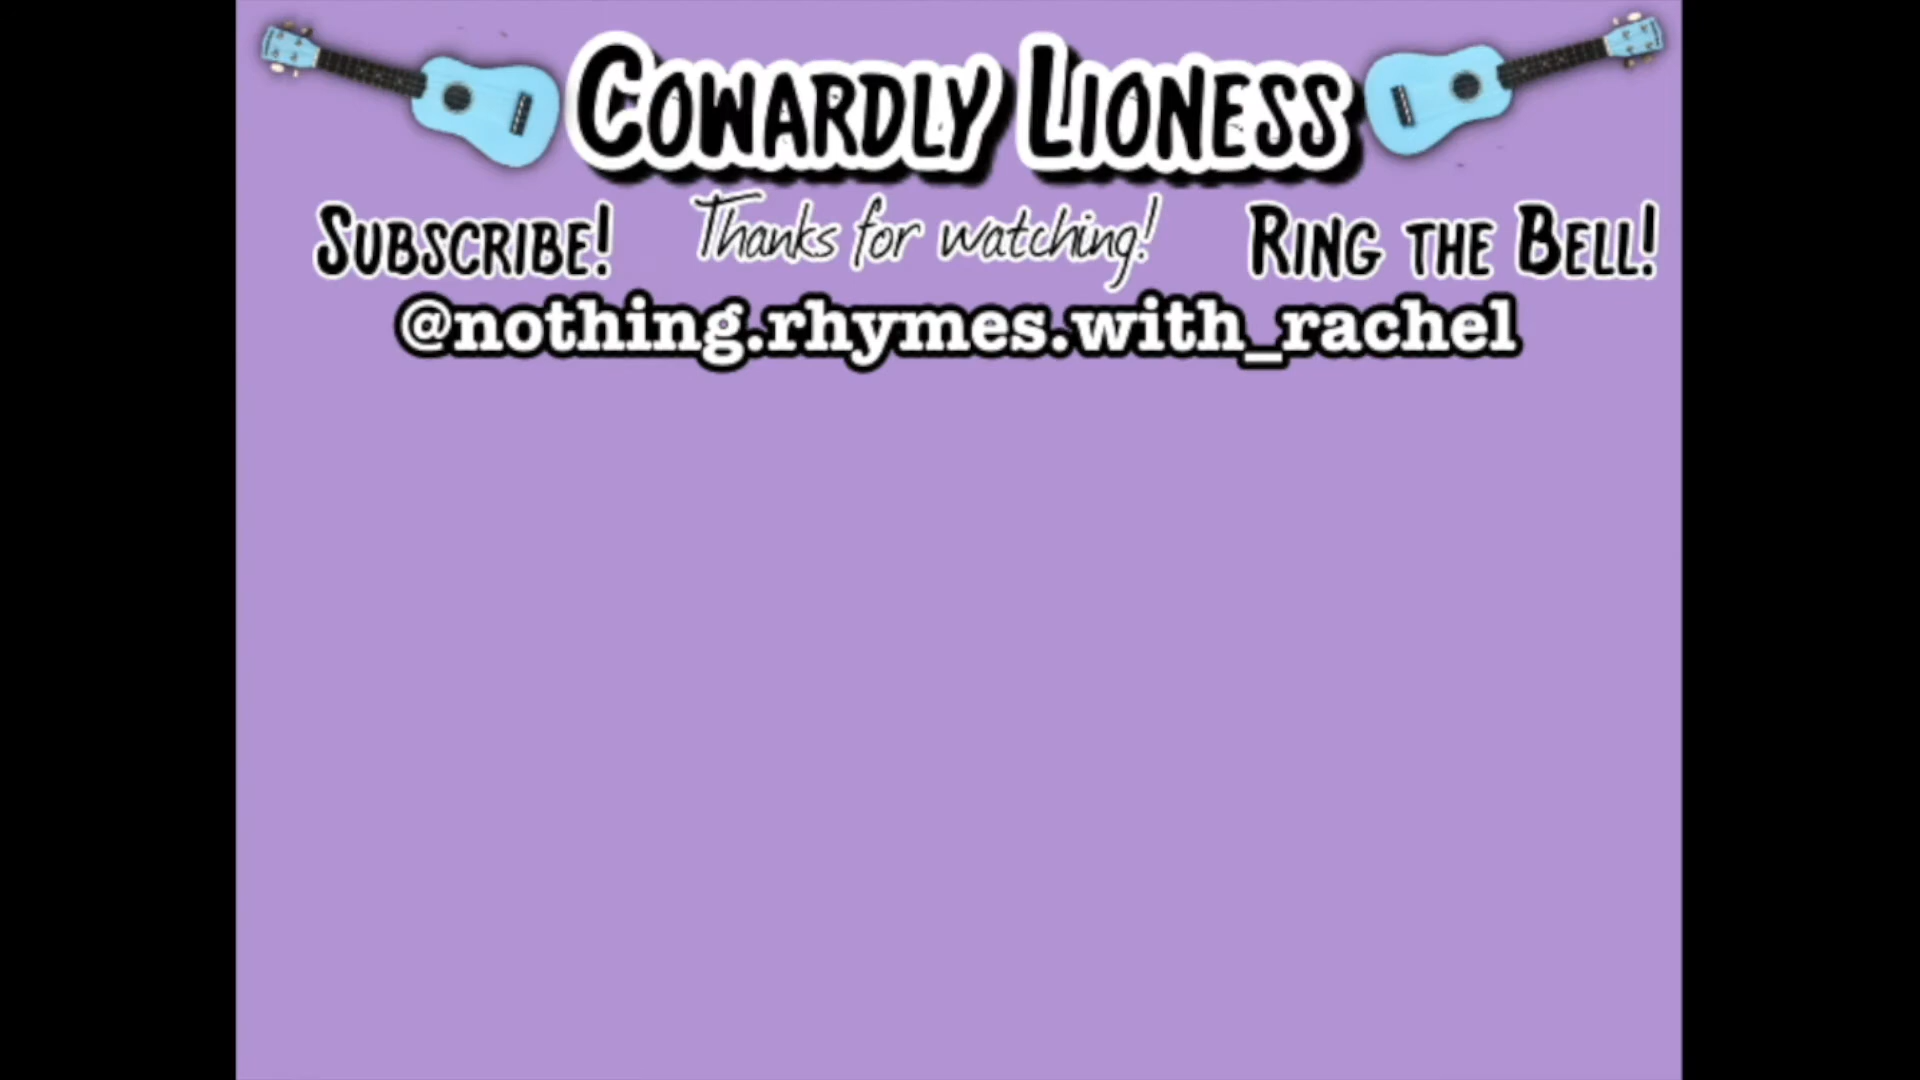 Cowardly Lioness
Subscribe! Thanks for watching! Ring the Bell!
@nothing.rhymes.with_rachel